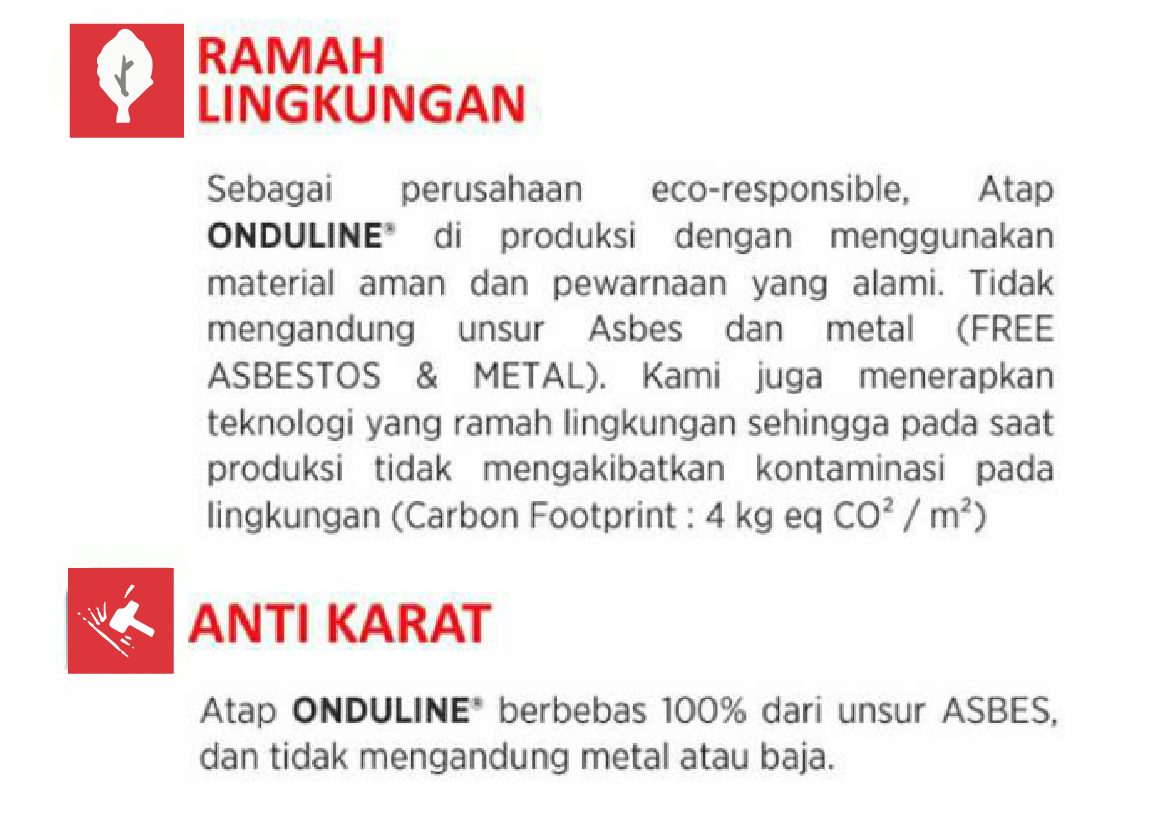 RAMAH
LINGKUNGAN
Sebagai perusahaan eco-responsible, Atap
ONDULINE® di produksi dengan menggunakan
material aman dan pewarnaan yang alami. Tidak
mengandung unsur Asbes dan metal (FREE
ASBESTOS & METAL). Kami juga menerapkan
teknologi yang ramah lingkungan sehingga pada saat
produksi tidak mengakibatkan kontaminasi pada
lingkungan (Carbon Footprint : 4 kg eq CO² / m²)
ANTI KARAT
Atap ONDULINE® berbebas 100% dari unsur ASBES,
dan tidak mengandung metal atau baja.